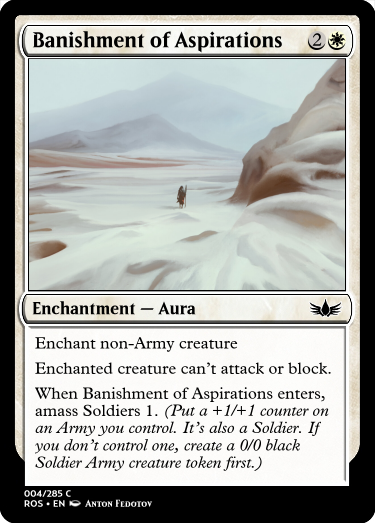 Banishment of Aspirations 2
Enchantment — Aura
Enchant non-Army creature
Enchanted creature can't attack or block.
When Banishment of Aspirations enters,
amass Soldiers 1. (Put a +1/+1 counter on
an Army you control. It's also a Soldier. If
you don't control one, create a 0/0 black
Soldier Army creature token first.)
004/285 C
ROS • EN Anton Fedotov